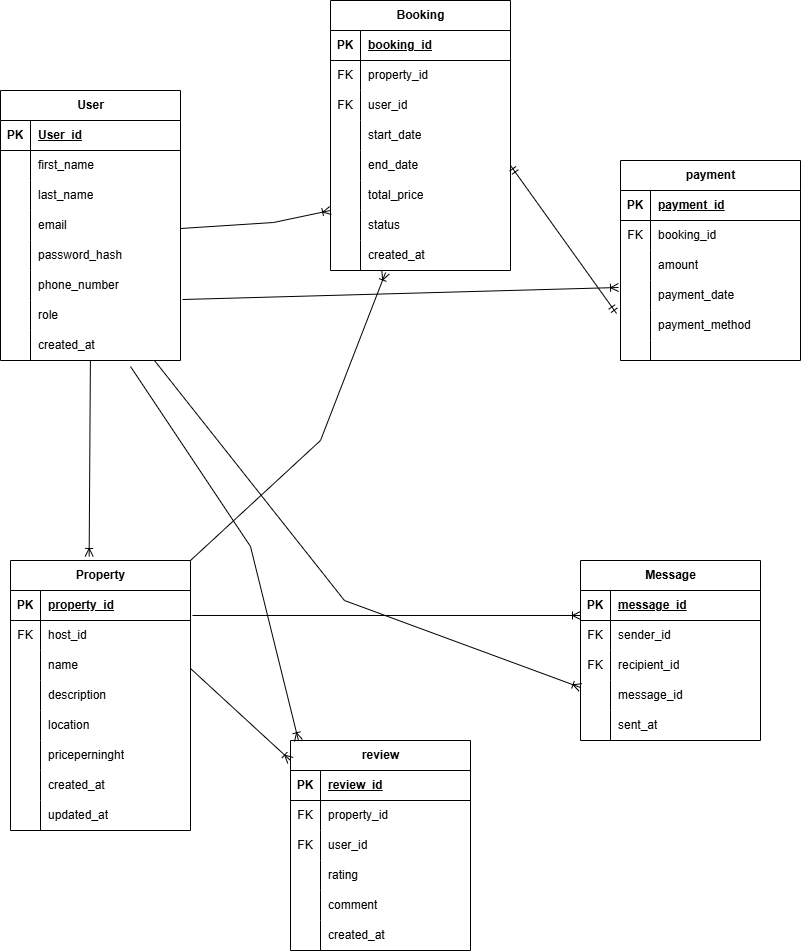 Booking
PK booking_id
FK property_id
FK user_id
start_date
end_date
total_price
status
created_at
User
PK User_id
first_name
last_name
email
password_hash
phone_number
role
created_at
payment
PK payment_id
FK booking_id
amount
payment_date
payment_method
Property
PK property_id
FK host_id
name
description
location
priceperninght
created_at
updated_at
Message
PK message_id
FK sender_id
FK recipient_id
message_id
sent_at
review
PK review_id
FK property_id
FK user_id
rating
comment
created_at